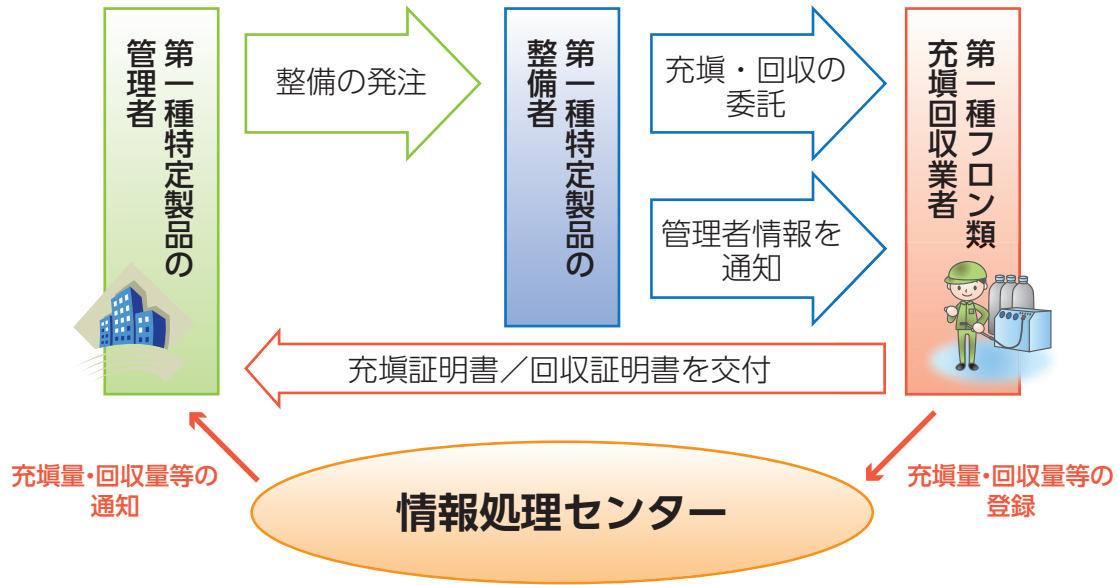 第一種特定製品の
管理者
整備の発注
第一種特定製品の
整備者
充塡・回収の
委託
管理者情報を
通知
第一種フロン類
充塡回収業者
充塡証明書／回収証明書を交付
充塡量・回収量等の
通知
情報処理センター
充塡量・回収量等の
登録